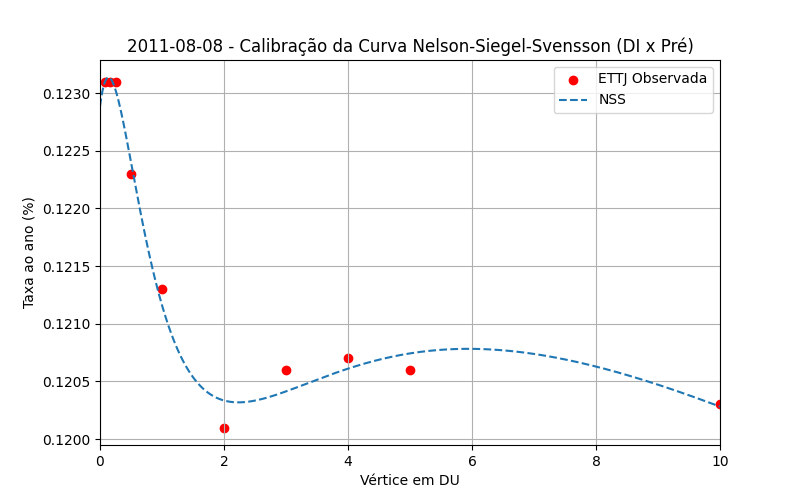 2011-08-08 - Calibração da Curva Nelson-Siegel-Svensson (DI x Pré)
ETTJ Observada
NSS
Taxa ao ano (%)
0.1230
0.1225
0.1220
0.1215
0.1210
0.1205
0.1200
0 2 4 6 8 10
Vértice em DU